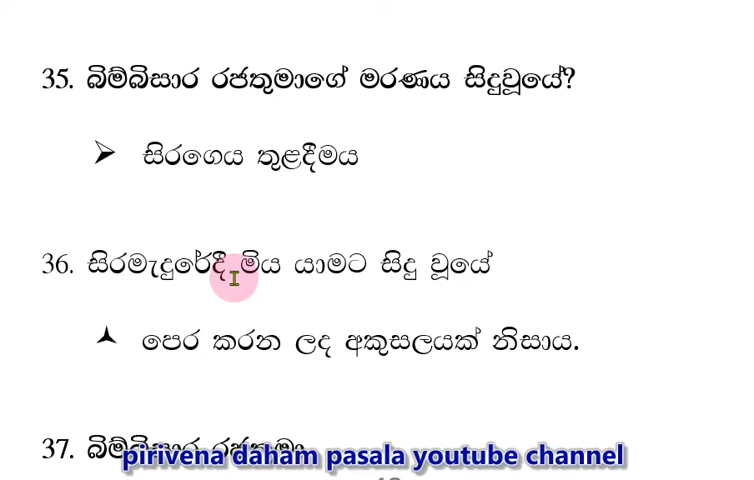 35. බිම්බිසාර රජතුමාගේ මරණය සිදුවූයේ?
සිරගෙය තුළදීමය
36. සිරමැදුරේදී මිය යාමට සිදු වූයේ
පෙර කරන ලද අකුසලයක් නිසාය.
37. බිම්බිසාර රජතුමා
pirivena daham pasala youtube channel